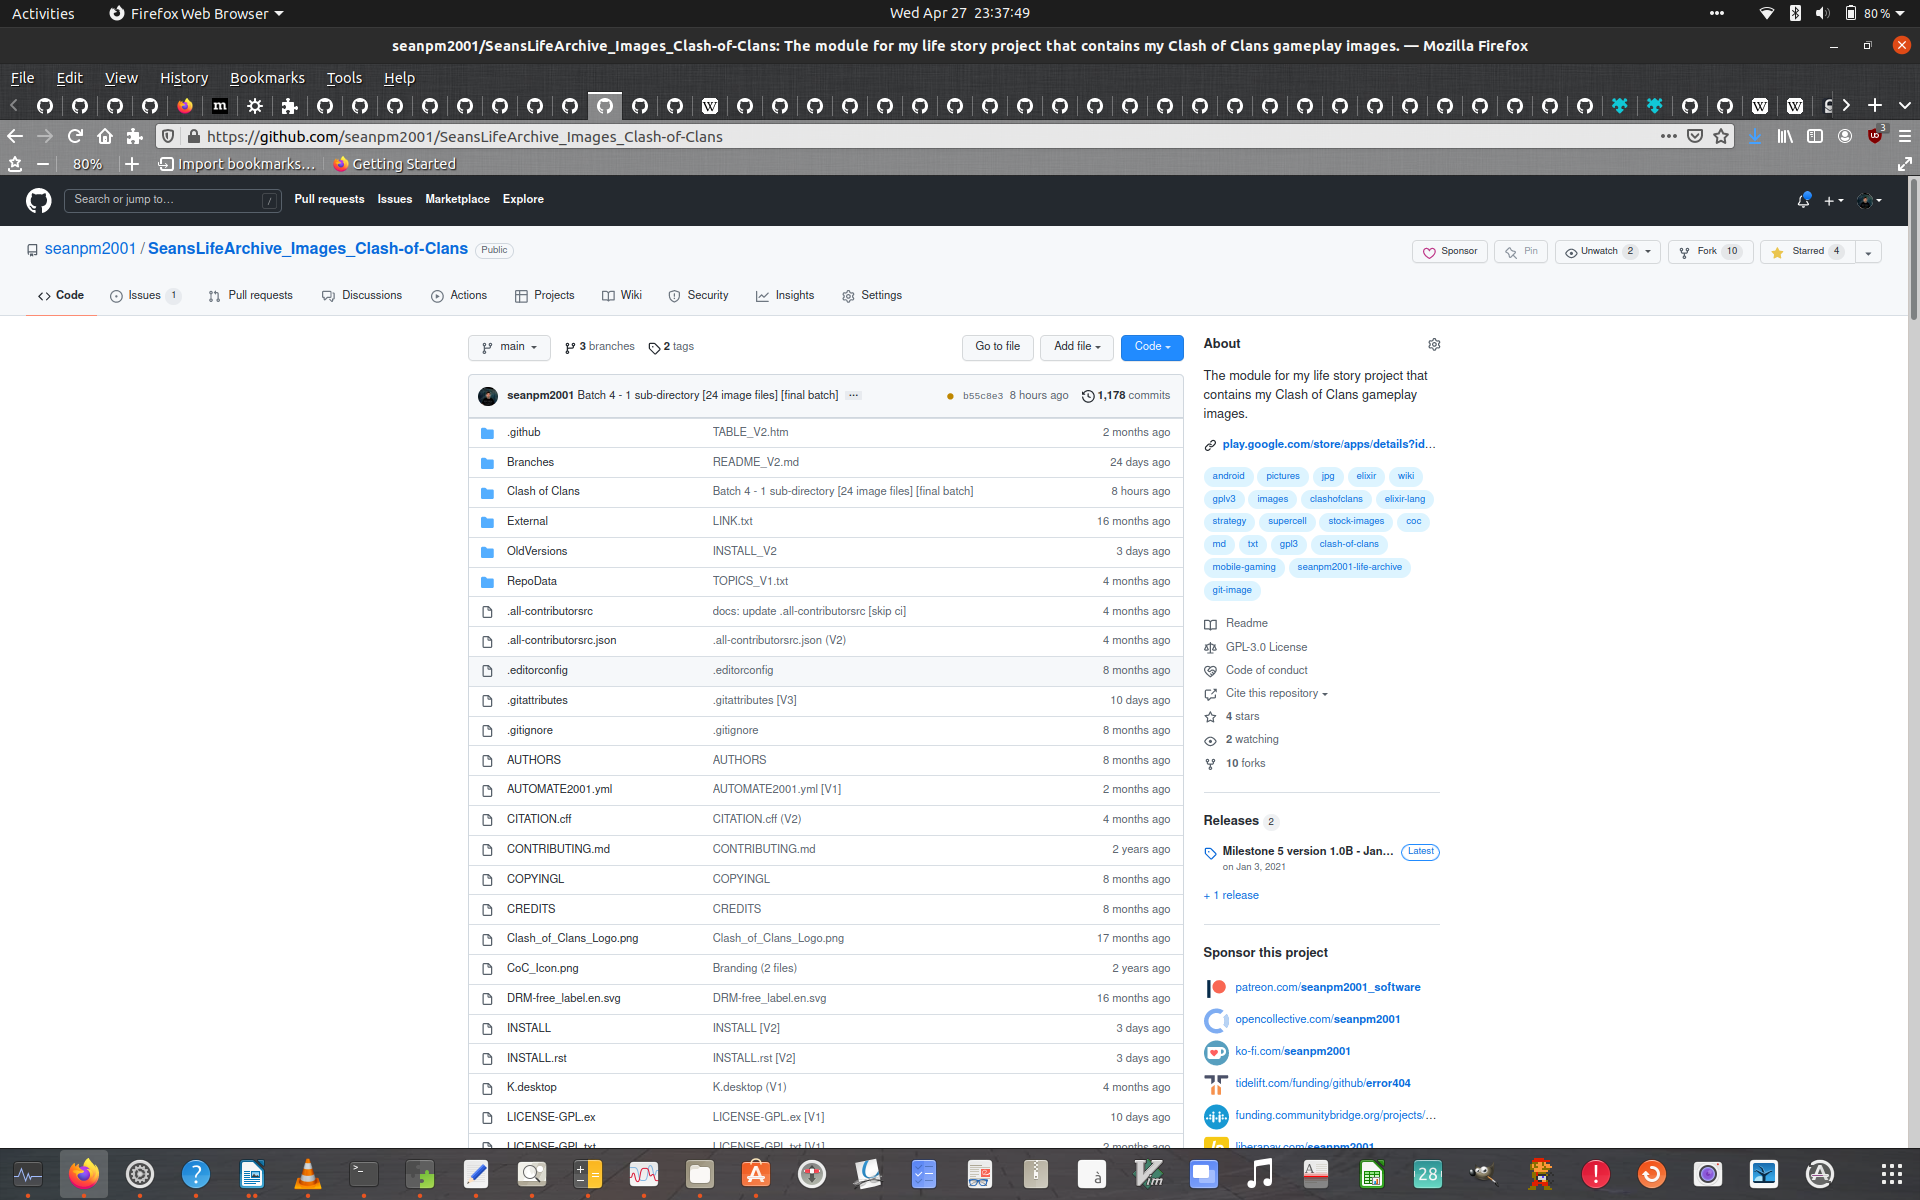 Activities Firefox Web Browser Wed Apr 27 23:37:49 80 %
seanpm2001/SeansLifeArchive_Images_Clash-of-Clans: The module for my life story project that contains my Clash of Clans gameplay images. — Mozilla Firefox
File Edit View History Bookmarks Tools Help
https://github.com/seanpm2001/SeansLifeArchive_Images_Clash-of-Clans 3
80% Import bookmarks… Getting Started
Search or jump to… / Pull requests Issues Marketplace Explore
seanpm2001 / SeansLifeArchive_Images_Clash-of-Clans Public Sponsor Pin Unwatch 2 Fork 10 Starred 4
Code Issues 1 Pull requests Discussions Actions Projects Wiki Security Insights Settings
main 3 branches 2 tags Go to file Add file Code
seanpm2001 Batch 4 - 1 sub-directory [24 image files] [final batch] … b55c8e3 8 hours ago 1,178 commits
.github TABLE_V2.htm 2 months ago
Branches README_V2.md 24 days ago
Clash of Clans Batch 4 - 1 sub-directory [24 image files] [final batch] 8 hours ago
External LINK.txt 16 months ago
OldVersions INSTALL_V2 3 days ago
RepoData TOPICS_V1.txt 4 months ago
.all-contributorsrc docs: update .all-contributorsrc [skip ci] 4 months ago
.all-contributorsrc.json .all-contributorsrc.json (V2) 4 months ago
.editorconfig .editorconfig 8 months ago
.gitattributes .gitattributes [V3] 10 days ago
.gitignore .gitignore 8 months ago
AUTHORS AUTHORS 8 months ago
AUTOMATE2001.yml AUTOMATE2001.yml [V1] 2 months ago
CITATION.cff CITATION.cff (V2) 4 months ago
CONTRIBUTING.md CONTRIBUTING.md 2 years ago
COPYINGL COPYINGL 8 months ago
CREDITS CREDITS 8 months ago
Clash_of_Clans_Logo.png Clash_of_Clans_Logo.png 17 months ago
CoC_Icon.png Branding (2 files) 2 years ago
DRM-free_label.en.svg DRM-free_label.en.svg 16 months ago
INSTALL INSTALL [V2] 3 days ago
INSTALL.rst INSTALL.rst [V2] 3 days ago
K.desktop K.desktop (V1) 4 months ago
LICENSE-GPL.ex LICENSE-GPL.ex [V1] 10 days ago
LICENSE-GPL.txt LICENSE-GPL.txt [V1] 2 months ago
About
The module for my life story project that
contains my Clash of Clans gameplay
images.
play.google.com/store/apps/details?id…
android pictures jpg elixir wiki
gplv3 images clashofclans elixir-lang
strategy supercell stock-images coc
md txt gpl3 clash-of-clans
mobile-gaming seanpm2001-life-archive
git-image
Readme
GPL-3.0 License
Code of conduct
Cite this repository
4 stars
2 watching
10 forks
Releases 2
Milestone 5 version 1.0B - Jan… Latest
on Jan 3, 2021
+ 1 release
Sponsor this project
patreon.com/seanpm2001_software
opencollective.com/seanpm2001
ko-fi.com/seanpm2001
tidelift.com/funding/github/error404
funding.communitybridge.org/projects/…
liberapay.com/seanpm2001
28